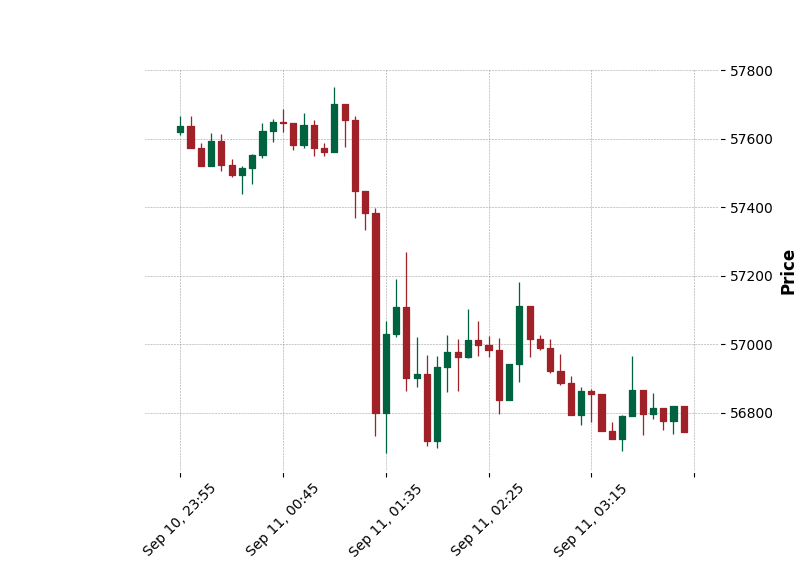 57800
57600
57400
57200
57000
56800
Price
Sep 10, 23:55
Sep 11, 00:45
Sep 11, 01:35
Sep 11, 02:25
Sep 11, 03:15